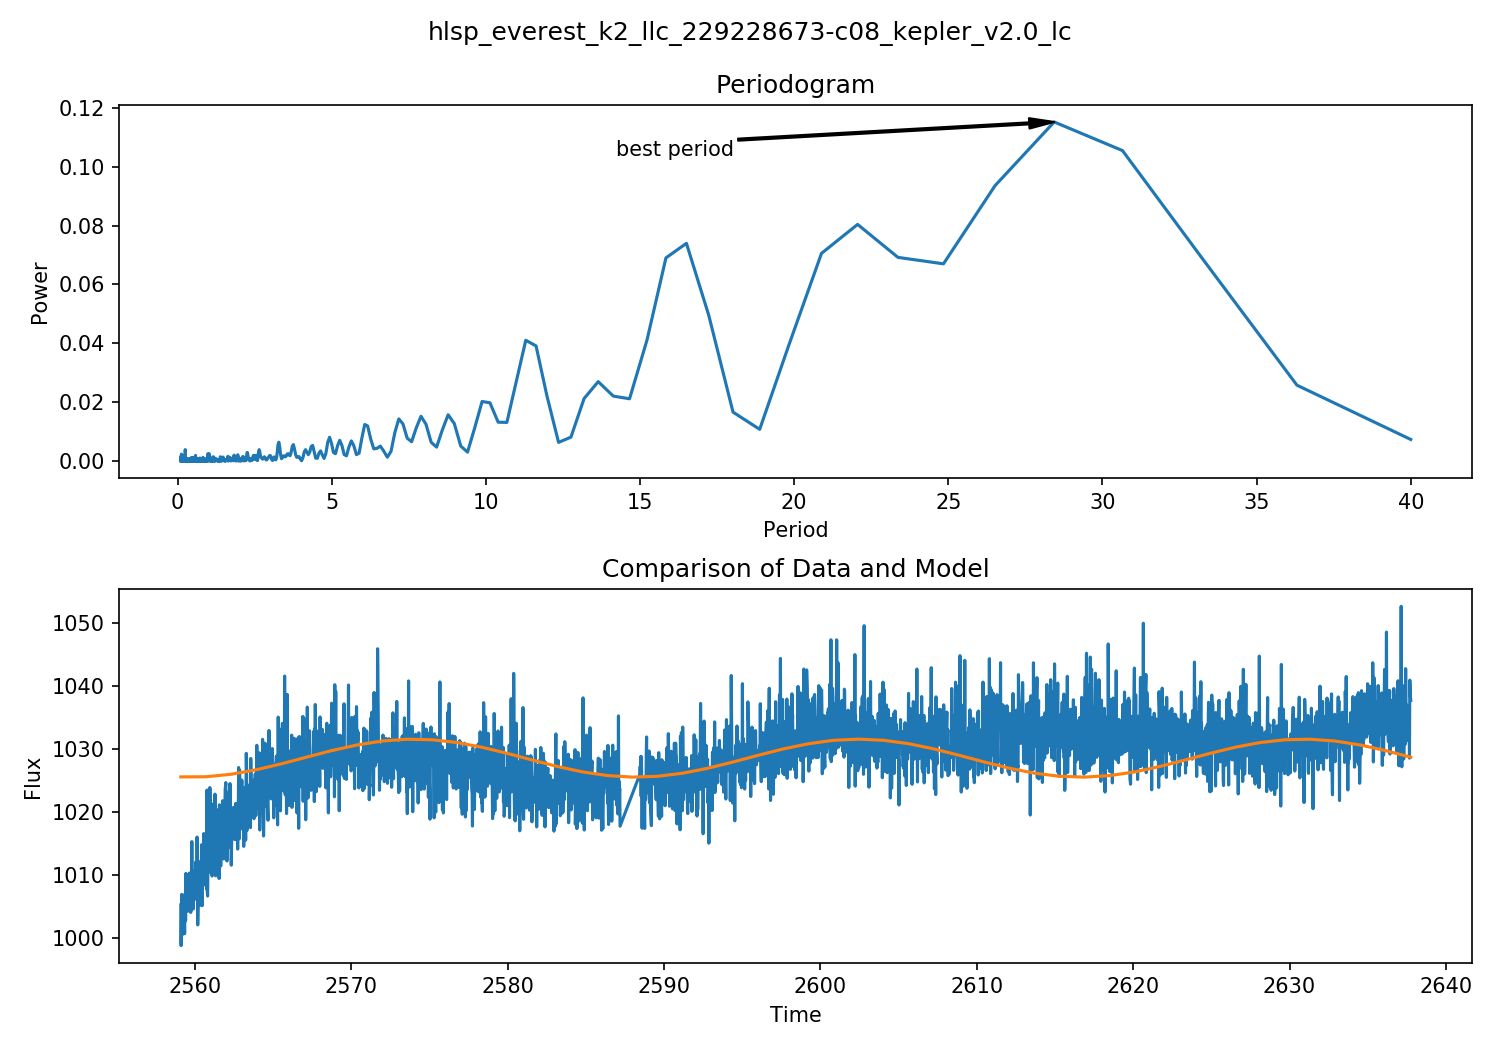 hlsp_everest_k2_llc_229228673-c08_kepler_v2.0_lc
Periodogram
0.12
0.10
0.08
0.06
0.04
0.02
0.00
Power
best period
0 5 10 15 20 25 30 35 40
Period
Comparison of Data and Model
1050
1040
1030
1020
1010
1000
Flux
2560 2570 2580 2590 2600 2610 2620 2630 2640
Time